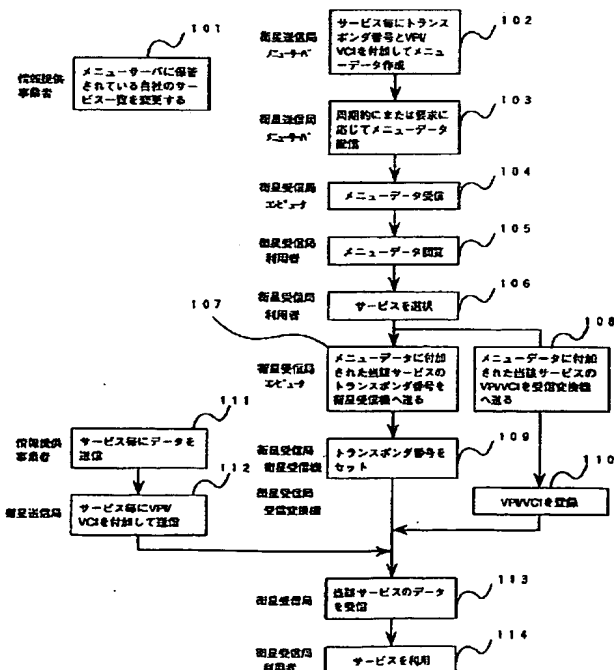 101
情報提供
事業者
メニューサーバに保管
されている自社のサー
ビス一覧を変更する
102
衛星送信局
メニューサーバ
サービス毎にトランス
ポンダ番号とVPI/
VCIを付加してメニュ
ーデータ作成
103
衛星送信局
メニューサーバ
周期的にまたは要求に
応じてメニューデータ
配信
104
衛星受信局
コンピュータ
メニューデータ受信
105
衛星受信局
利用者
メニューデータ閲覧
106
衛星受信局
利用者
サービスを選状
107
衛星受信局
コンピュータ
メニューデータに付加
された当該サービスの
トランスポンダ番号を
衛星受信機へ送る
108
メニューデータに付加
された当該サービスの
VPI/VCIを受信変換機
へ送る
111
情報提供
事業者
サービス毎にデータを
送信
109
衛星受信局
衛星受信機
トランスポンダ番号を
セット
112
衛星送信局
サービス毎にVPI/
VCIを付加して送信
衛星受信局
受信変換機
110
VPI/VCIを登録
113
衛星受信局
当該サービスのデータ
を受信
114
衛星受信局
利用者
サービスを利用